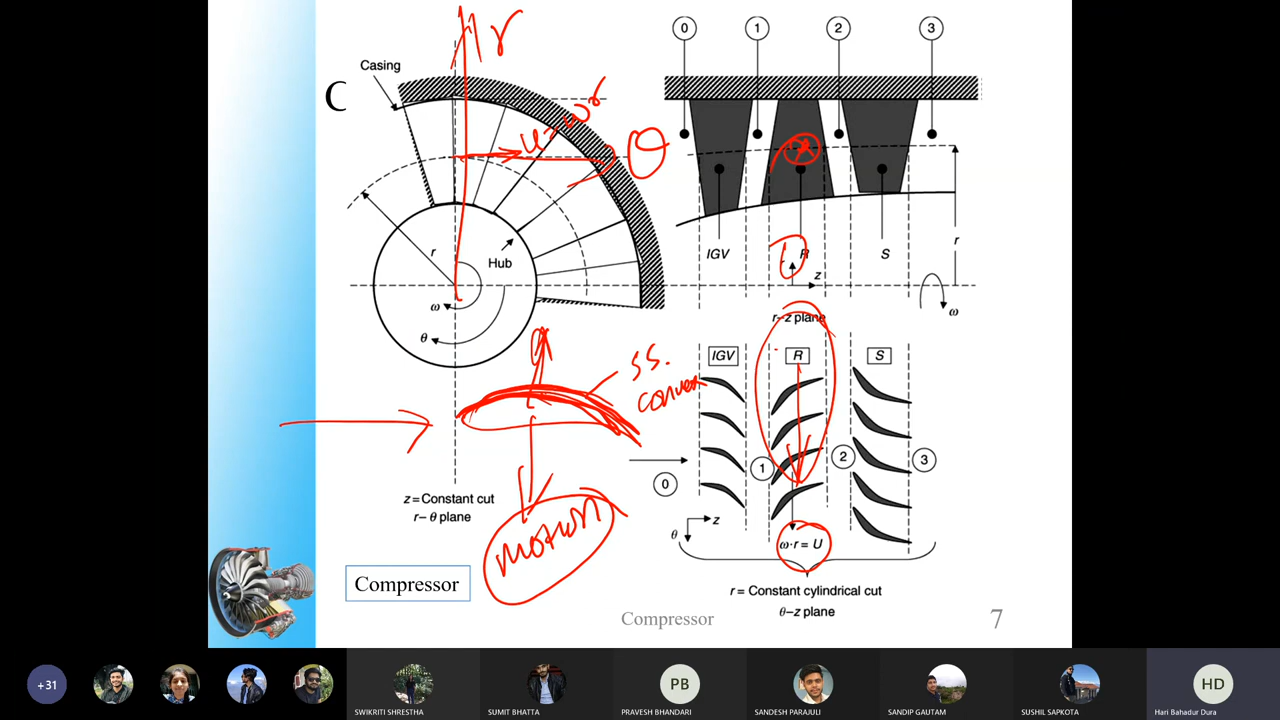 C
Casing
r
u = ωr
θ
r
Hub
ω
θ
z = Constant cut
r– θ plane
0
1
2
3
IGV
R
S
r
z
r
ω
r–z plane
S.S.
convex
motion
IGV
R
S
0
1
2
3
θ
z
ω·r = U
r = Constant cylindrical cut
θ–z plane
Compressor
Compressor
7
+31
SWIKRITI SHRESTHA
SUMIT BHATTA
PB
PRAVESH BHANDARI
SANDESH PARAJULI
SANDIP GAUTAM
SUSHIL SAPKOTA
HD
Hari Bahadur Dura